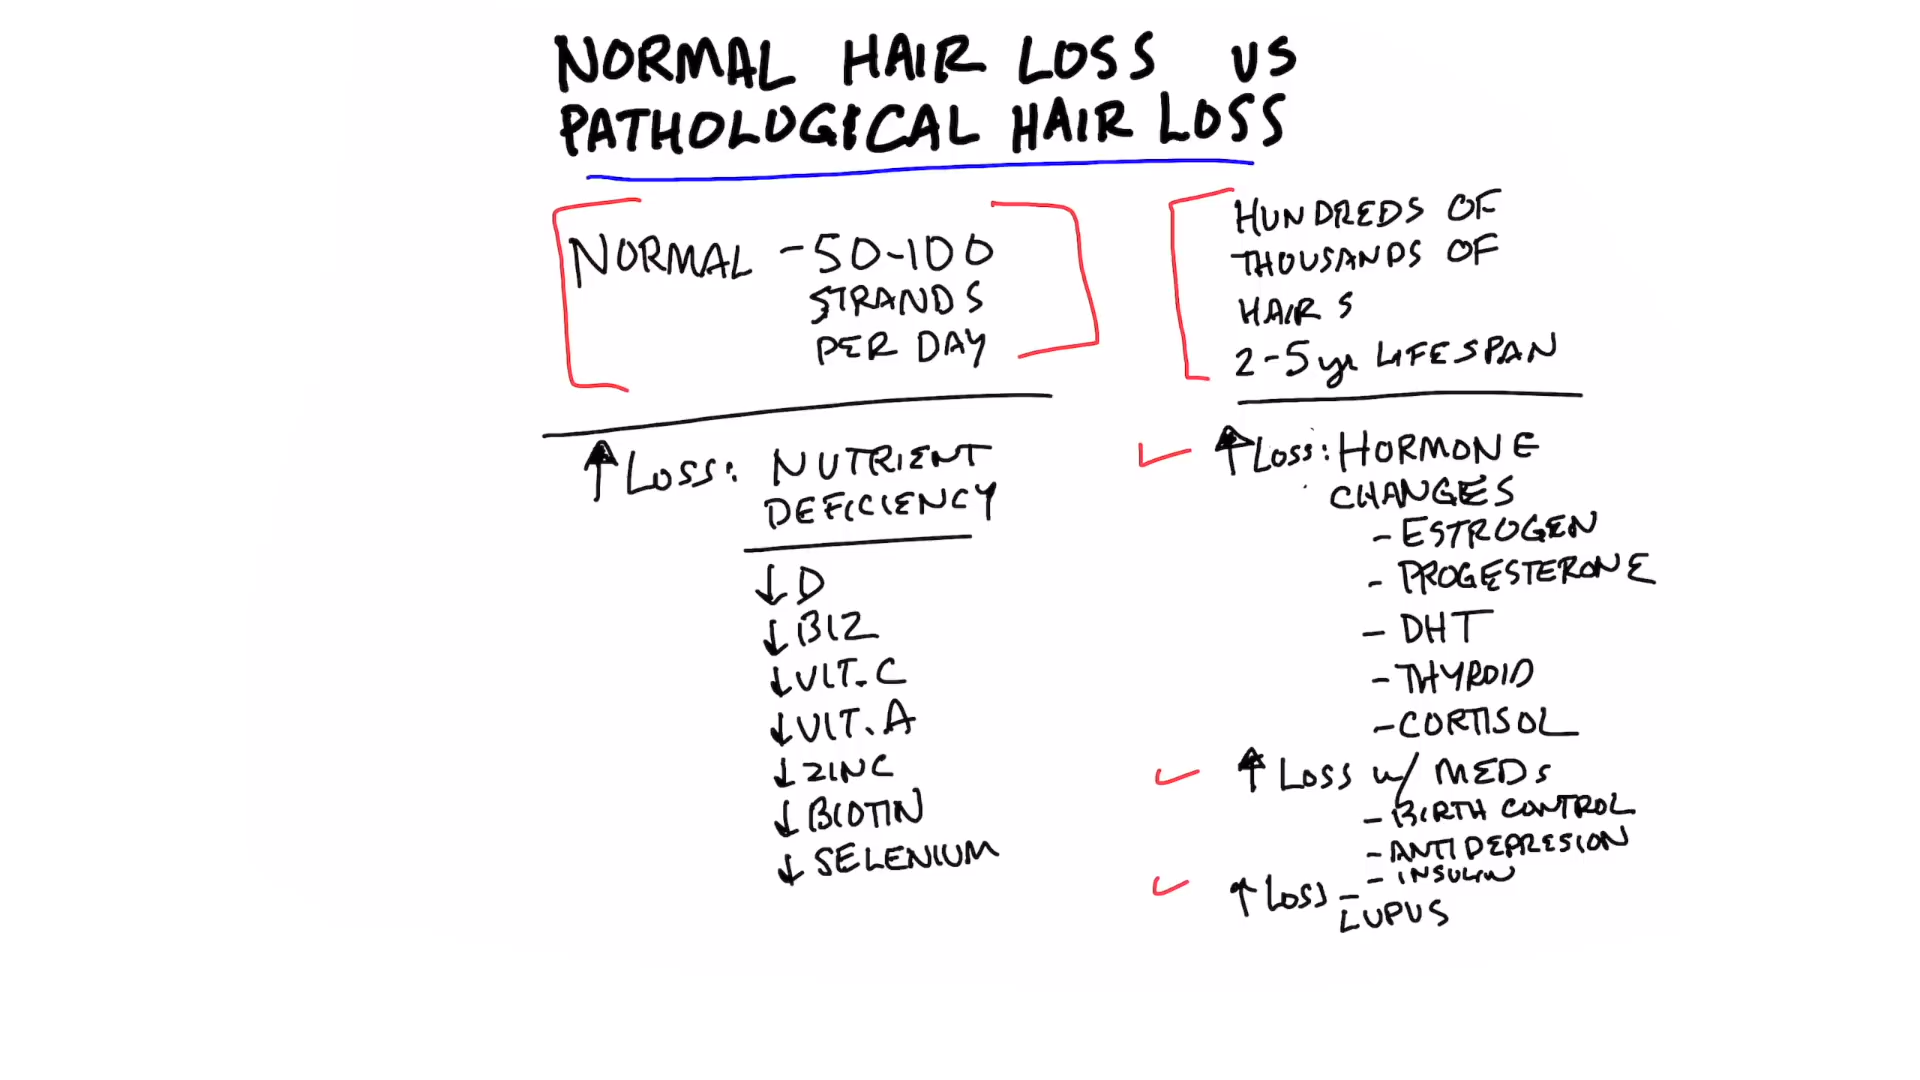 NORMAL HAIR LOSS VS
PATHOLOGICAL HAIR LOSS
NORMAL - 50-100
STRANDS
PER DAY
HUNDREDS OF
THOUSANDS OF
HAIRS
2-5 yr LIFESPAN
↑ LOSS: NUTRIENT
DEFICIENCY
↓ D
↓ B12
↓ VIT. C
↓ VIT. A
↓ ZINC
↓ BIOTIN
↓ SELENIUM
↑ LOSS: HORMONE
CHANGES
- ESTROGEN
- PROGESTERONE
- DHT
- THYROID
- CORTISOL
↑ LOSS w/ MEDs
- BIRTH CONTROL
- ANTIDEPRESION
- INSULIN
↑ LOSS -
LUPUS